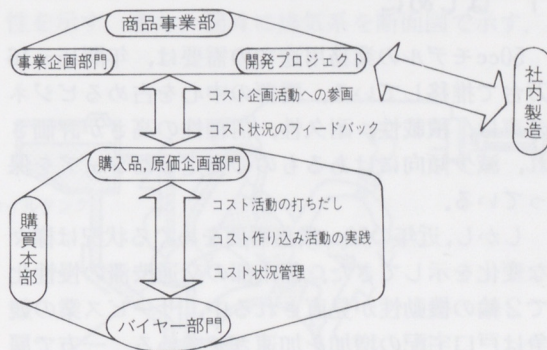 商品事業部
事業企画部門
開発プロジェクト
社内製造
コスト企画活動への参画
コスト状況のフィードバック
購入品,原価企画部門
購買本部
コスト活動の打ちだし
コスト作り込み活動の実践
コスト状況管理
バイヤー部門